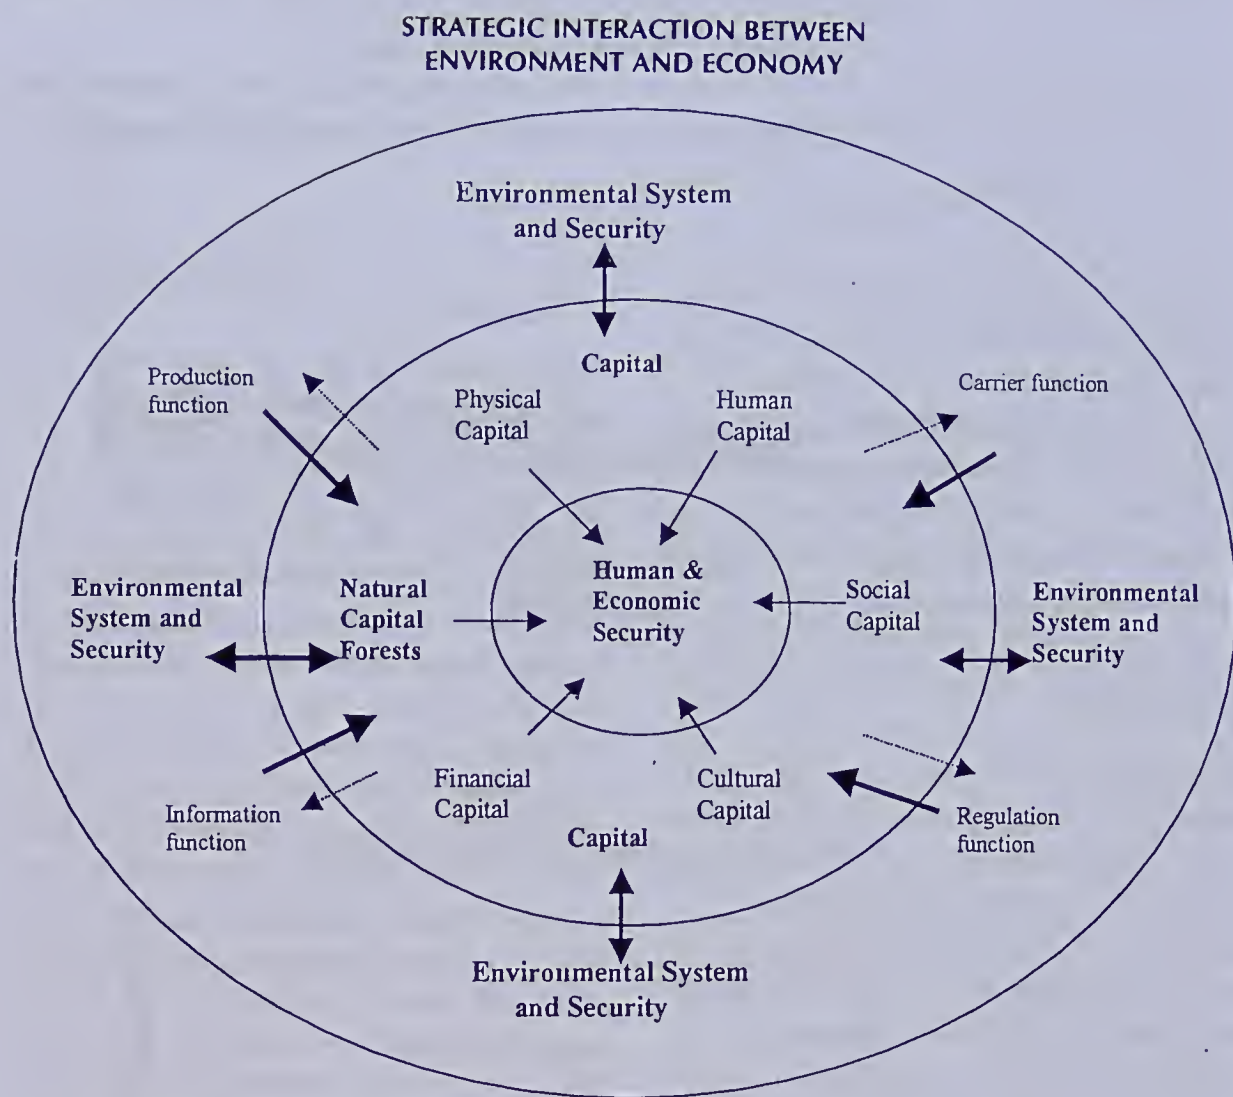 STRATEGIC INTERACTION BETWEEN
ENVIRONMENT AND ECONOMY
Environmental System
and Security
Capital
Production
function
Physical
Capital
Human
Capital
Carrier function
Environmental
System and
Security
Natural
Capital
Forests
Human &
Economic
Security
Social
Capital
Environmental
System and
Security
Information
function
Financial
Capital
Cultural
Capital
Regulation
function
Capital
Environmental System
and Security